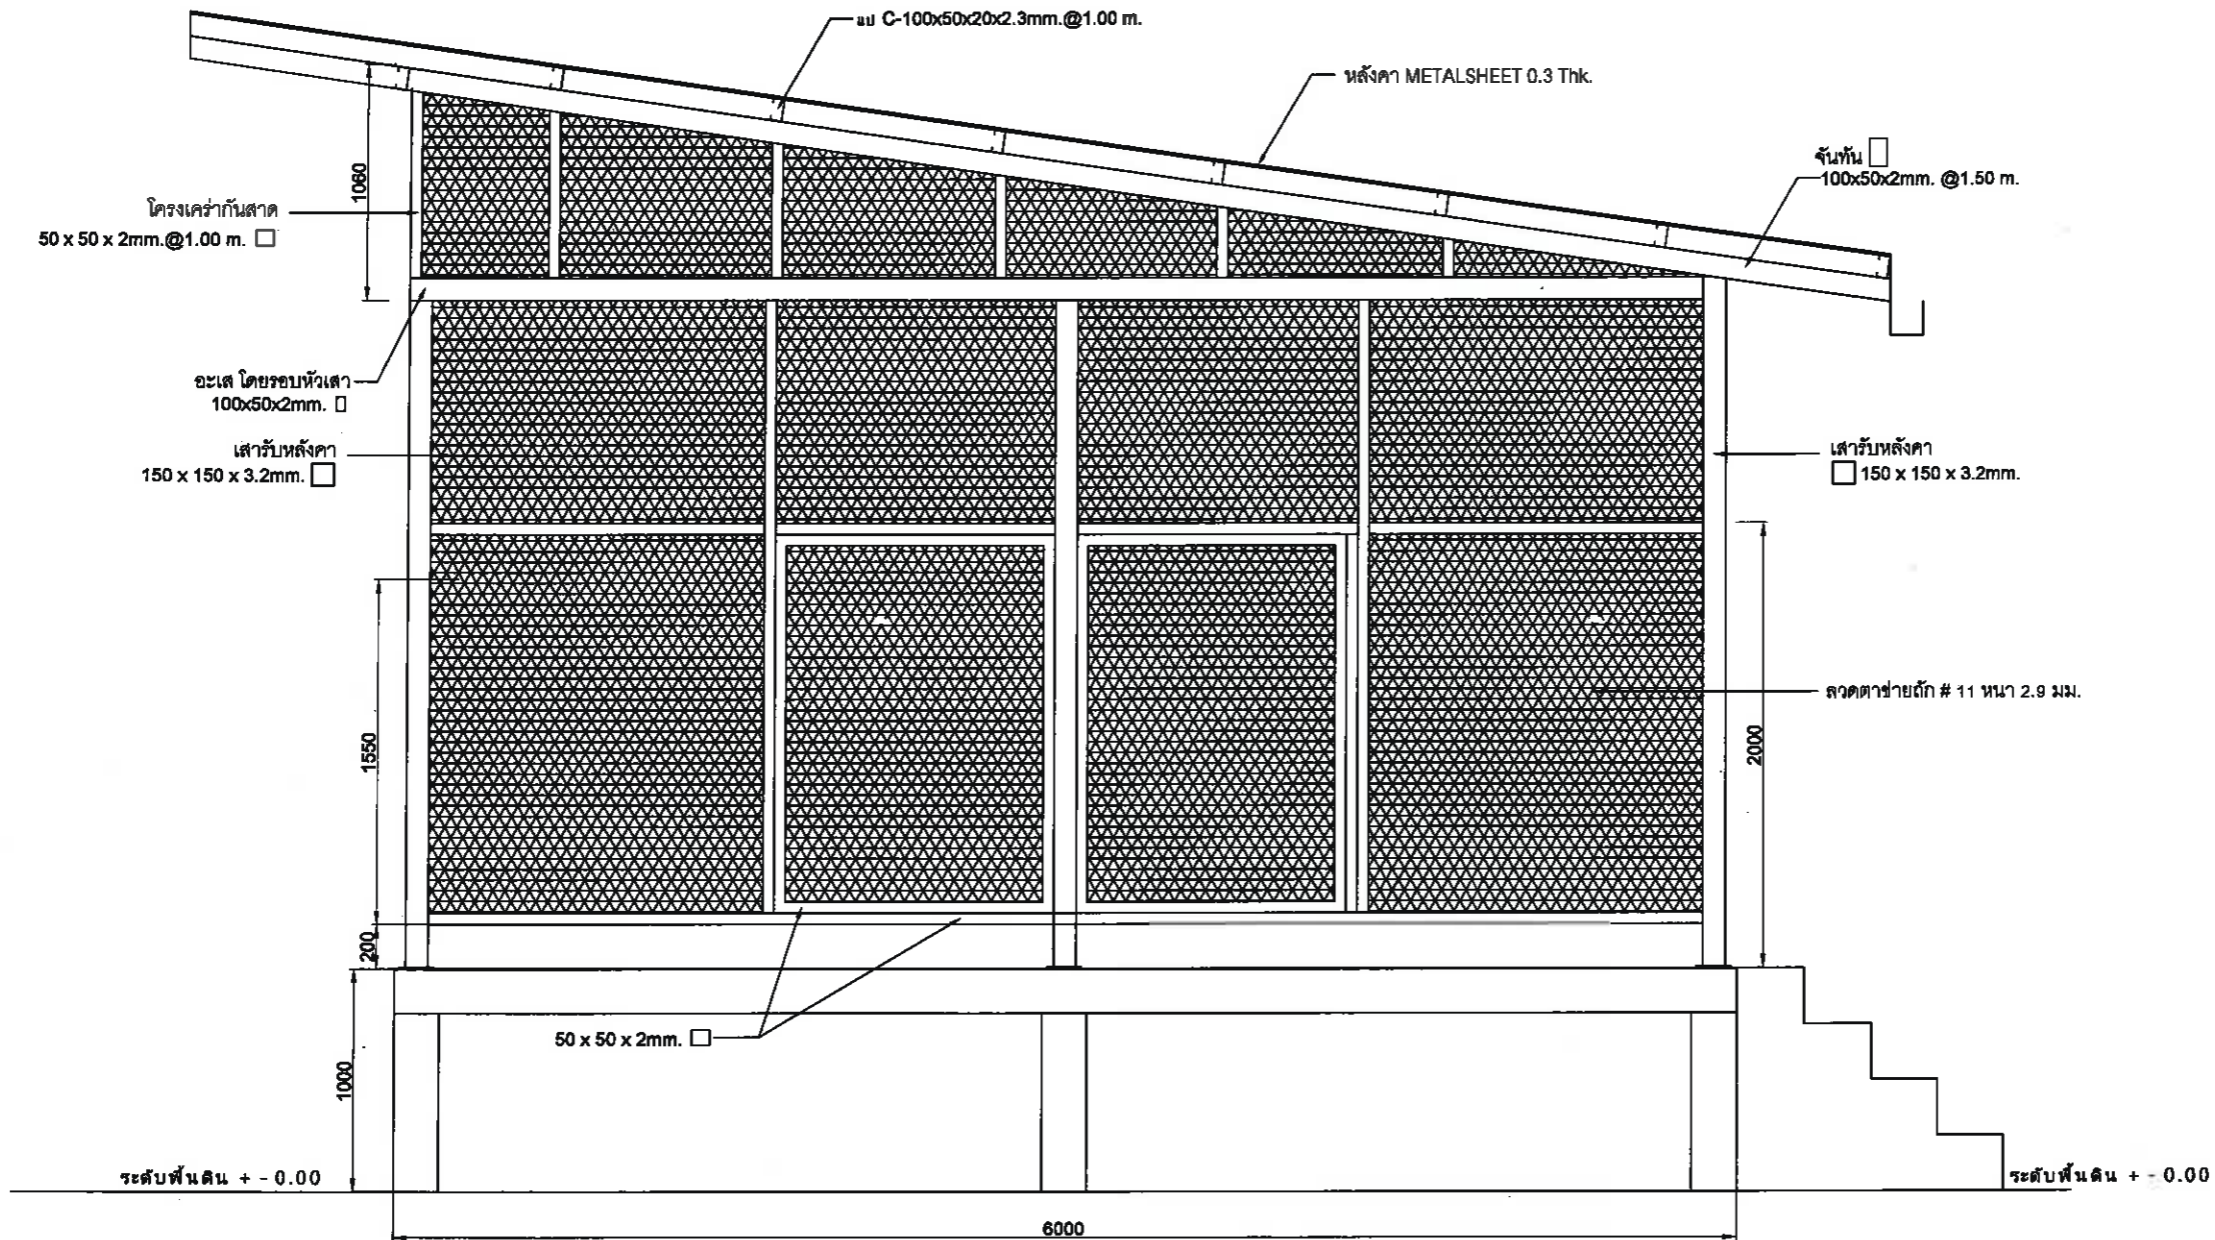 แป C-100x50x20x2.3mm.@1.00 m.
หลังคา METALSHEET 0.3 Thk.
จันทัน
100x50x2mm. @1.50 m.
1060
โครงเคร่ากันสาด
50 x 50 x 2mm.@1.00 m.
อะเส โดยรอบหัวเสา
100x50x2mm.
เสารับหลังคา
150 x 150 x 3.2mm.
เสารับหลังคา
150 x 150 x 3.2mm.
ลวดตาข่ายถัก # 11 หนา 2.9 มม.
1550
2000
200
50 x 50 x 2mm.
1000
ระดับพื้นดิน + - 0.00
ระดับพื้นดิน + - 0.00
6000